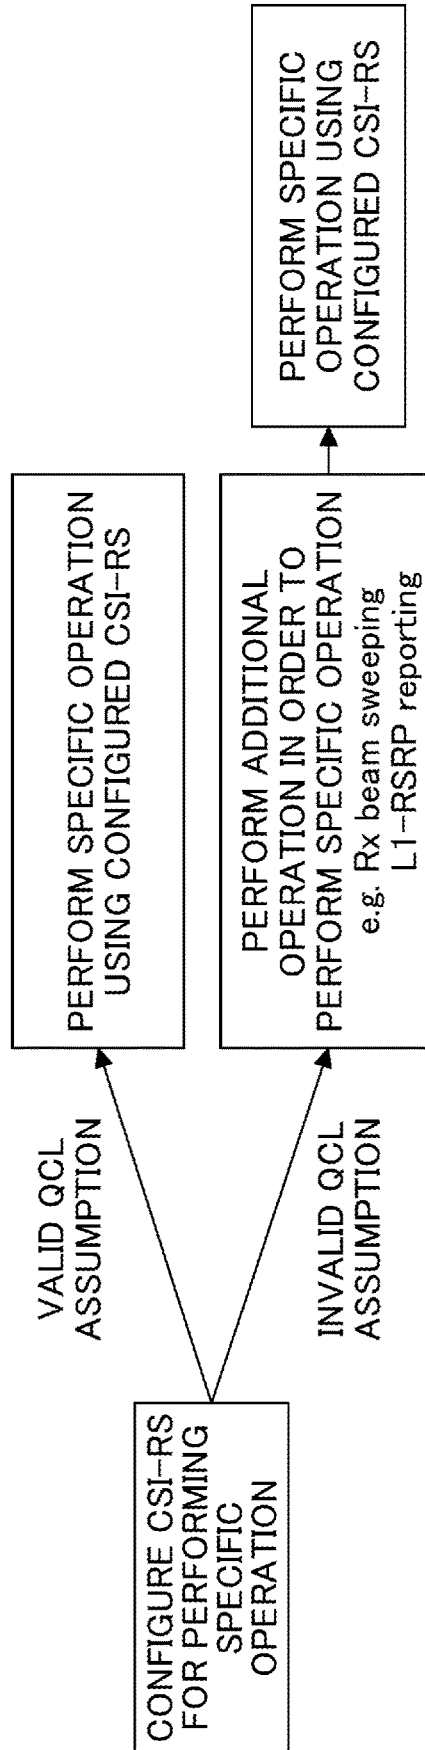 CONFIGURE CSI-RS
FOR PERFORMING
SPECIFIC
OPERATION
VALID QCL
ASSUMPTION
PERFORM SPECIFIC OPERATION
USING CONFIGURED CSI-RS
INVALID QCL
ASSUMPTION
PERFORM ADDITIONAL
OPERATION IN ORDER TO
PERFORM SPECIFIC OPERATION
e.g. Rx beam sweeping
L1-RSRP reporting
PERFORM SPECIFIC
OPERATION USING
CONFIGURED CSI-RS